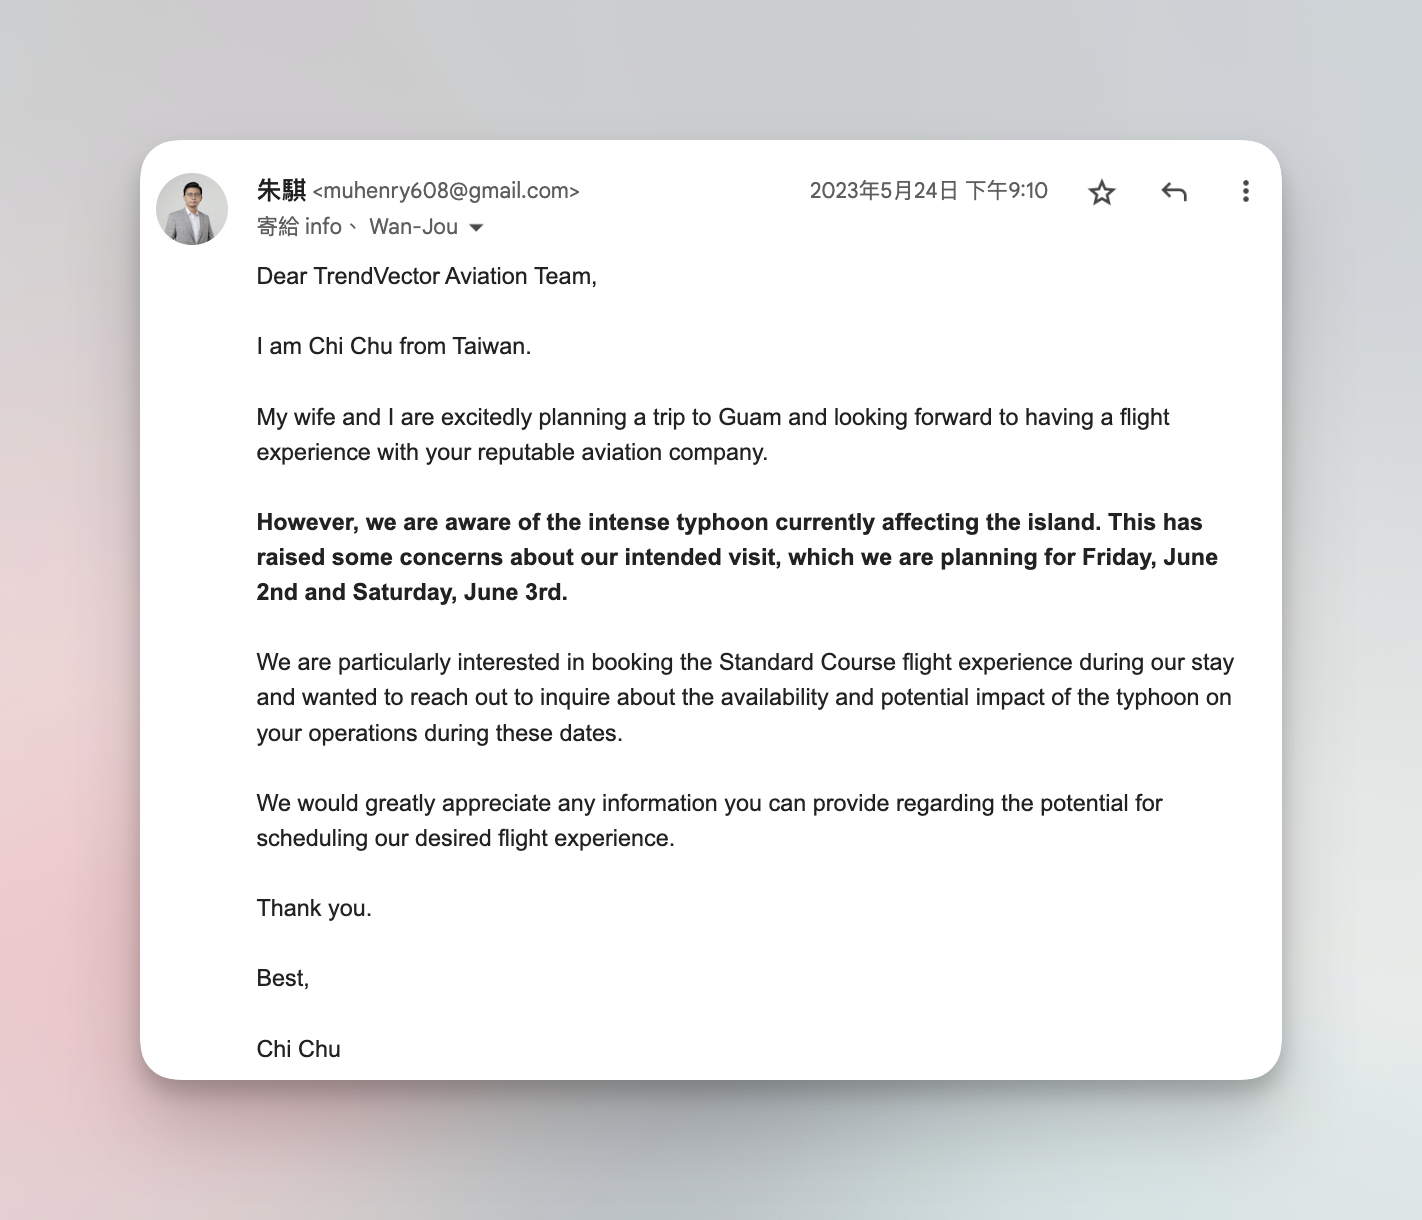 朱騏 <muhenry608@gmail.com> 2023年5月24日 下午9:10
寄給 info、Wan-Jou
Dear TrendVector Aviation Team,
I am Chi Chu from Taiwan.
My wife and I are excitedly planning a trip to Guam and looking forward to having a flight
experience with your reputable aviation company.
However, we are aware of the intense typhoon currently affecting the island. This has
raised some concerns about our intended visit, which we are planning for Friday, June
2nd and Saturday, June 3rd.
We are particularly interested in booking the Standard Course flight experience during our stay
and wanted to reach out to inquire about the availability and potential impact of the typhoon on
your operations during these dates.
We would greatly appreciate any information you can provide regarding the potential for
scheduling our desired flight experience.
Thank you.
Best,
Chi Chu